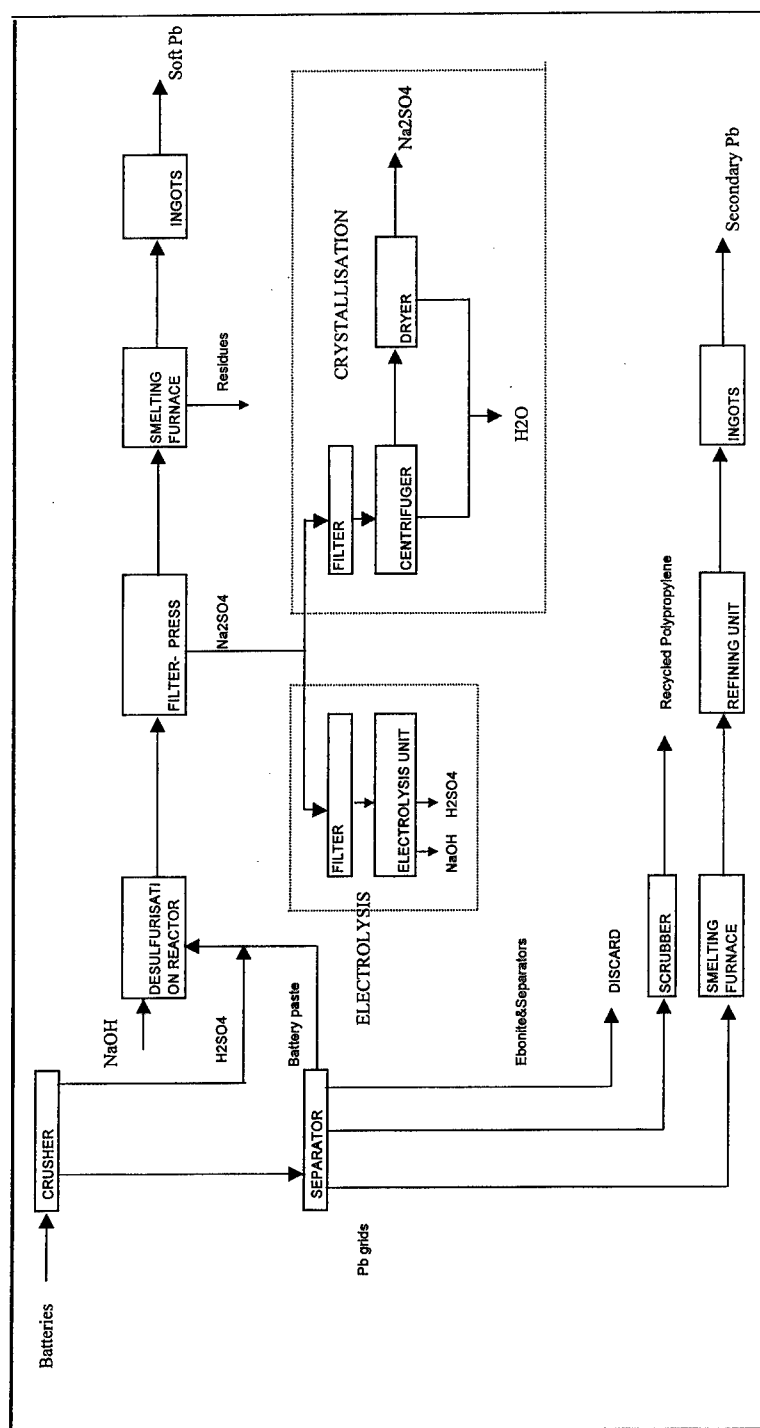 Batteries
CRUSHER
NaOH
H2SO4
DESULFURISATI
ON REACTOR
FILTER- PRESS
Na2SO4
SMELTING
FURNACE
Residues
INGOTS
Soft Pb
SEPARATOR
Battery paste
Pb grids
ELECTROLYSIS
FILTER
ELECTROLYSIS UNIT
NaOH
H2SO4
CRYSTALLISATION
FILTER
CENTRIFUGER
DRYER
Na2SO4
H2O
Ebonite&Separators
DISCARD
SCRUBBER
Recycled Polypropylene
SMELTING
FURNACE
REFINING UNIT
INGOTS
Secondary Pb